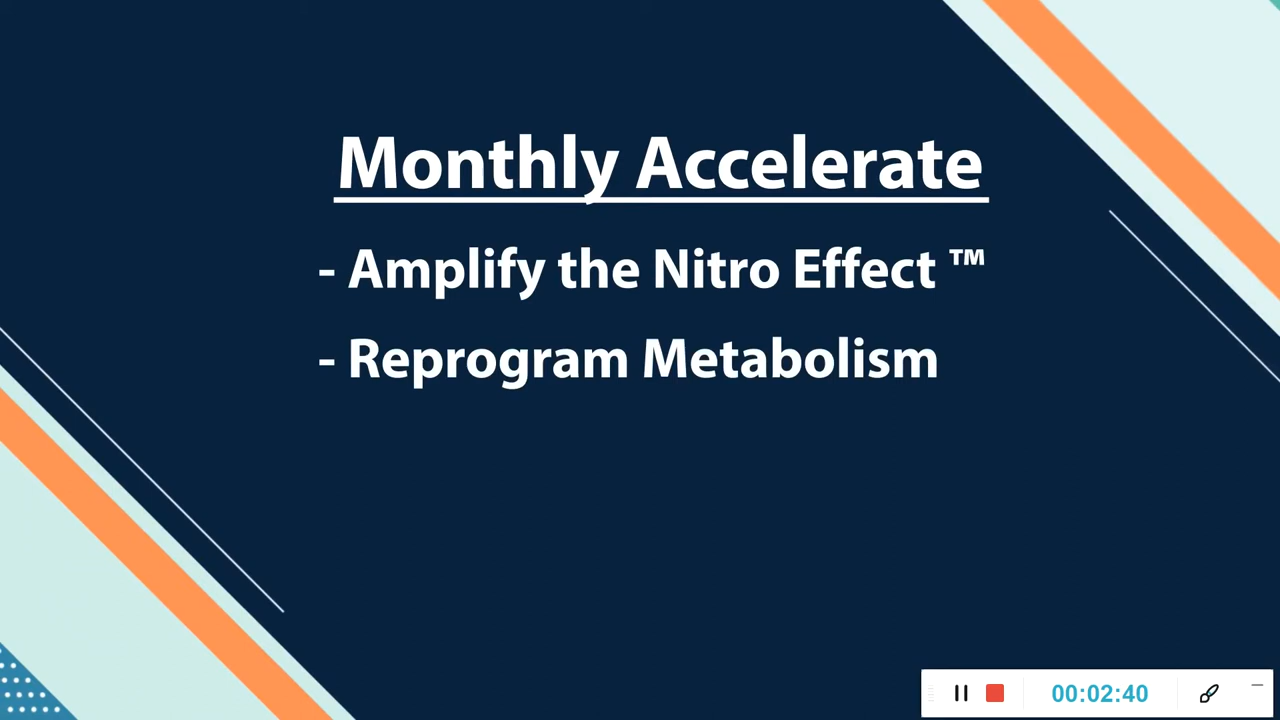 Monthly Accelerate
- Amplify the Nitro Effect ™
- Reprogram Metabolism
00:02:40